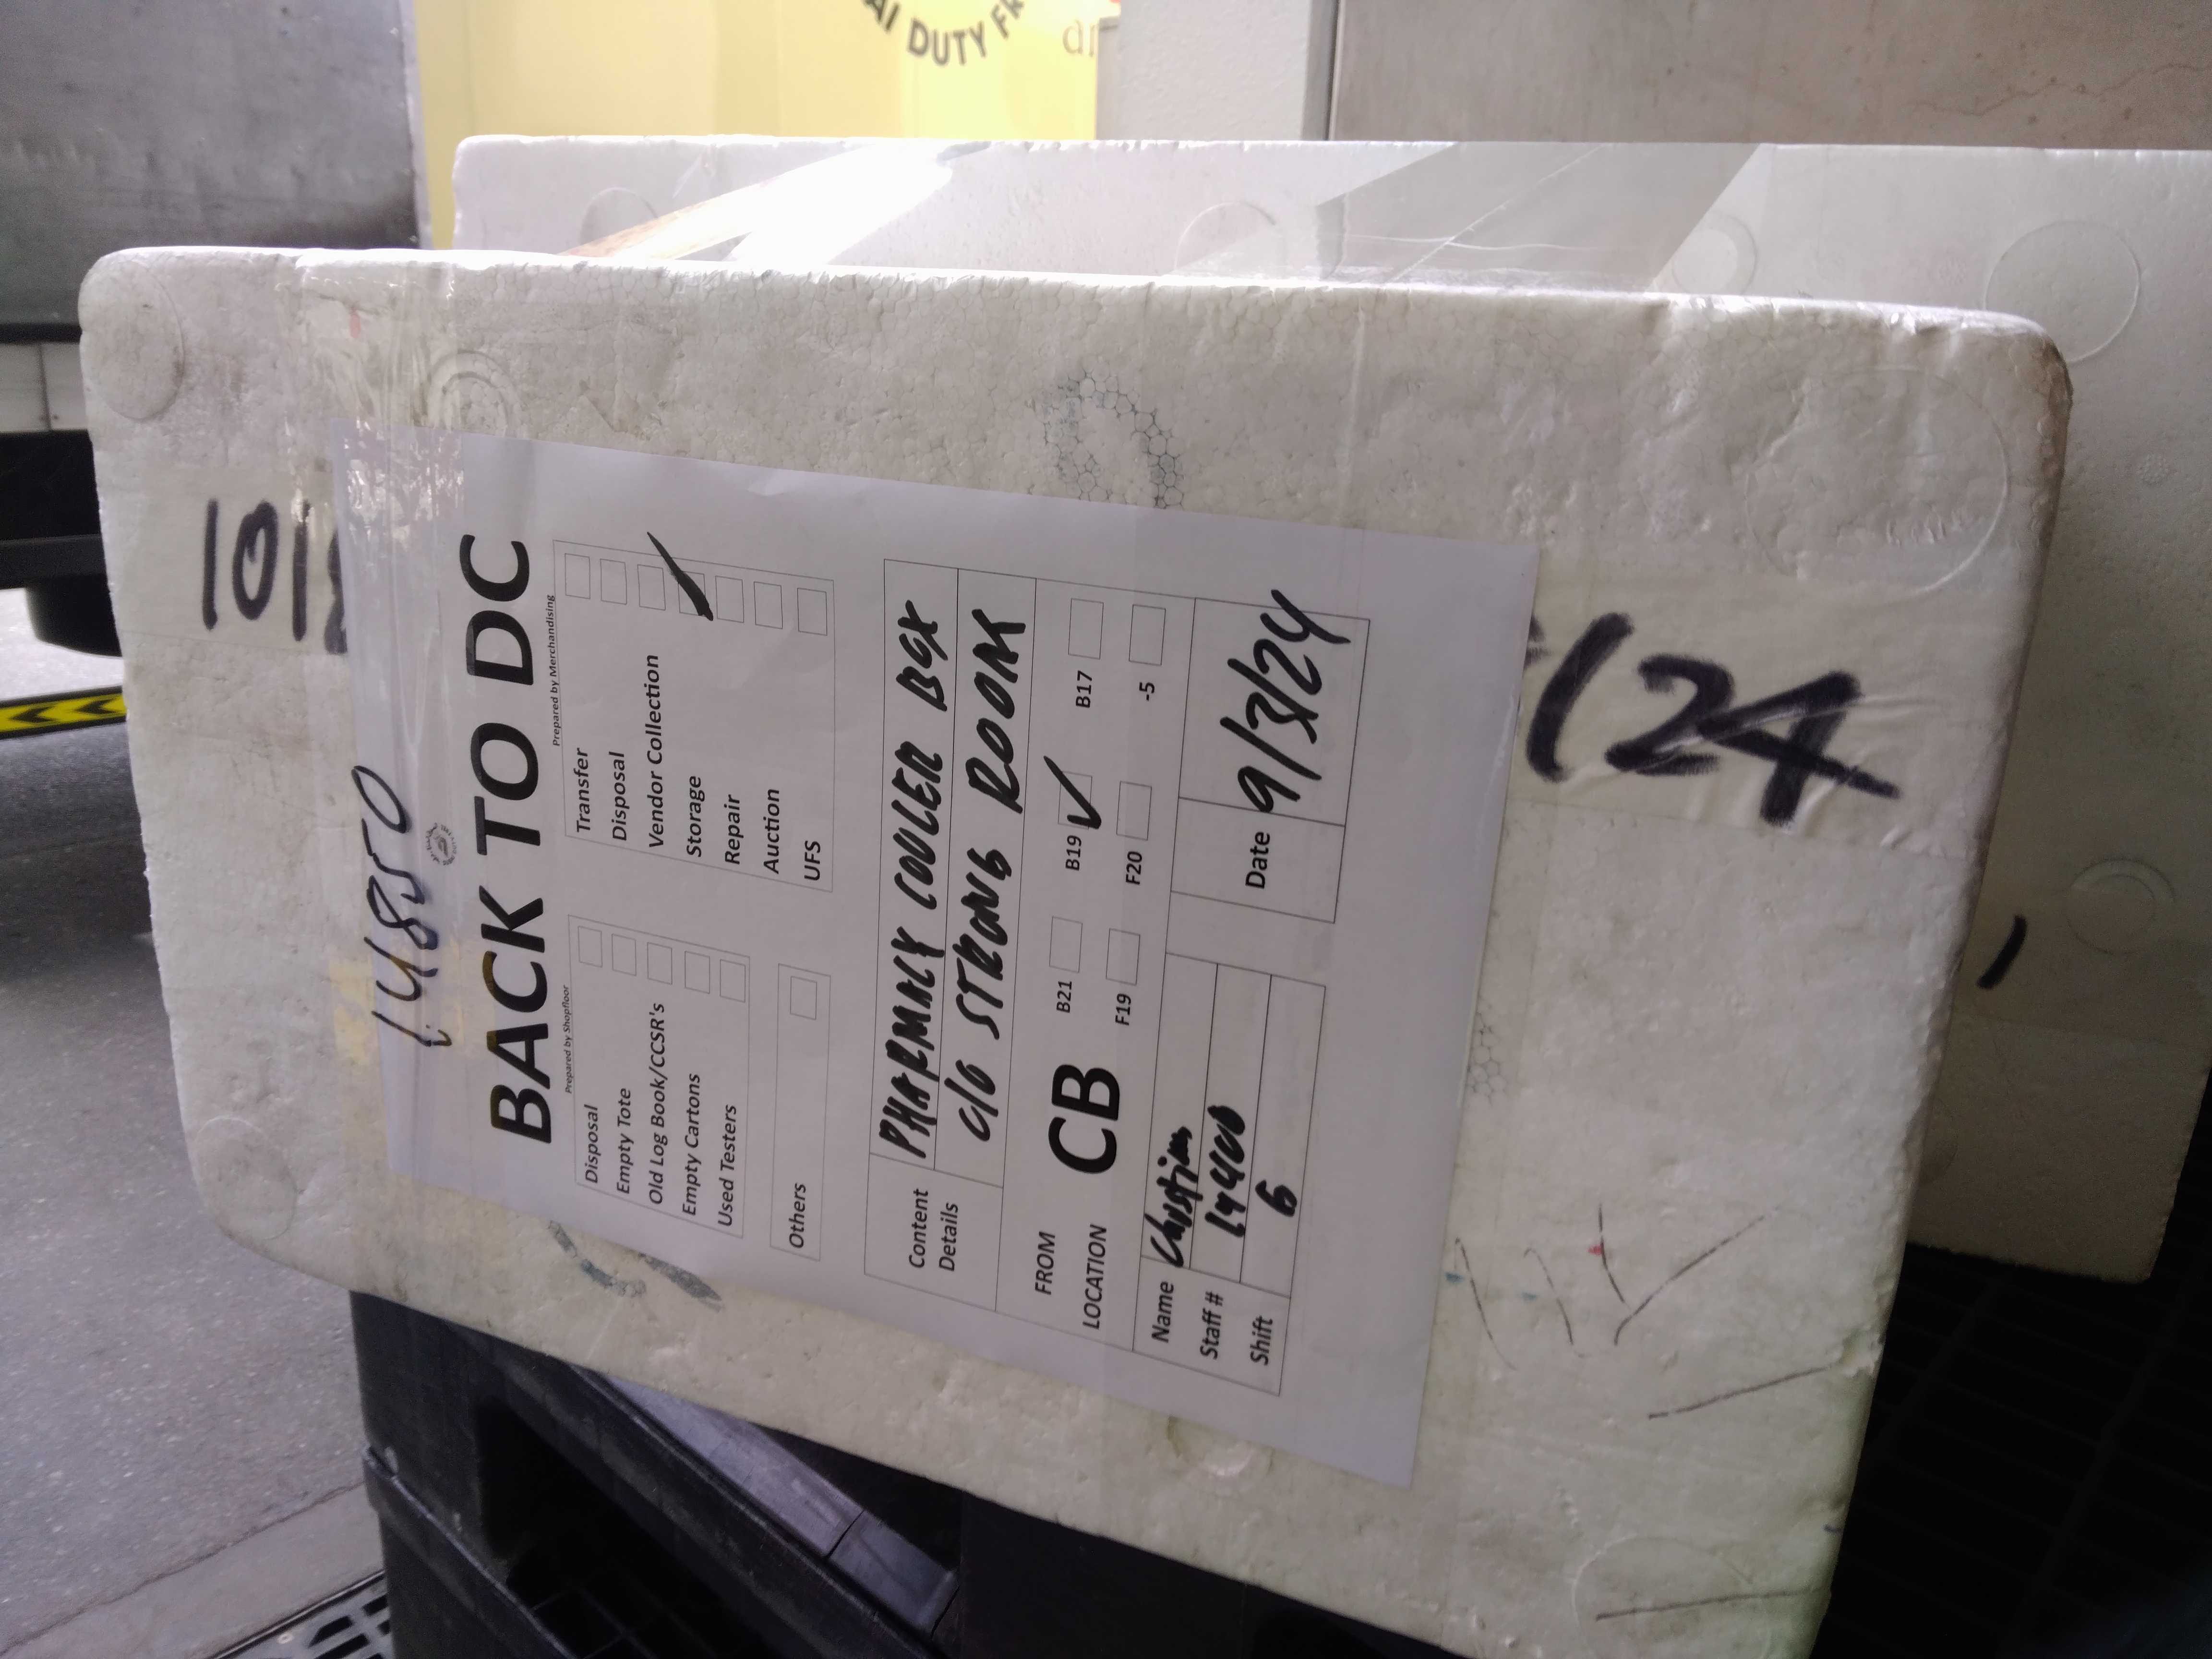 AI DUTY FR
101
14850
BACK TO DC
Prepared by Shopfloor
Prepared by Merchandising
Disposal
Empty Tote
Old Log Book/CCSR's
Empty Cartons
Used Testers
Others
Transfer
Disposal
Vendor Collection
Storage
Repair
Auction
UFS
Content Details
PHARMACY COOLER BOX
C/O STRONG ROOM
FROM LOCATION CB
B21 B19 B17
F19 F20 -5
Name
Staff # 14400
Shift 6
Date 9/3/24
124